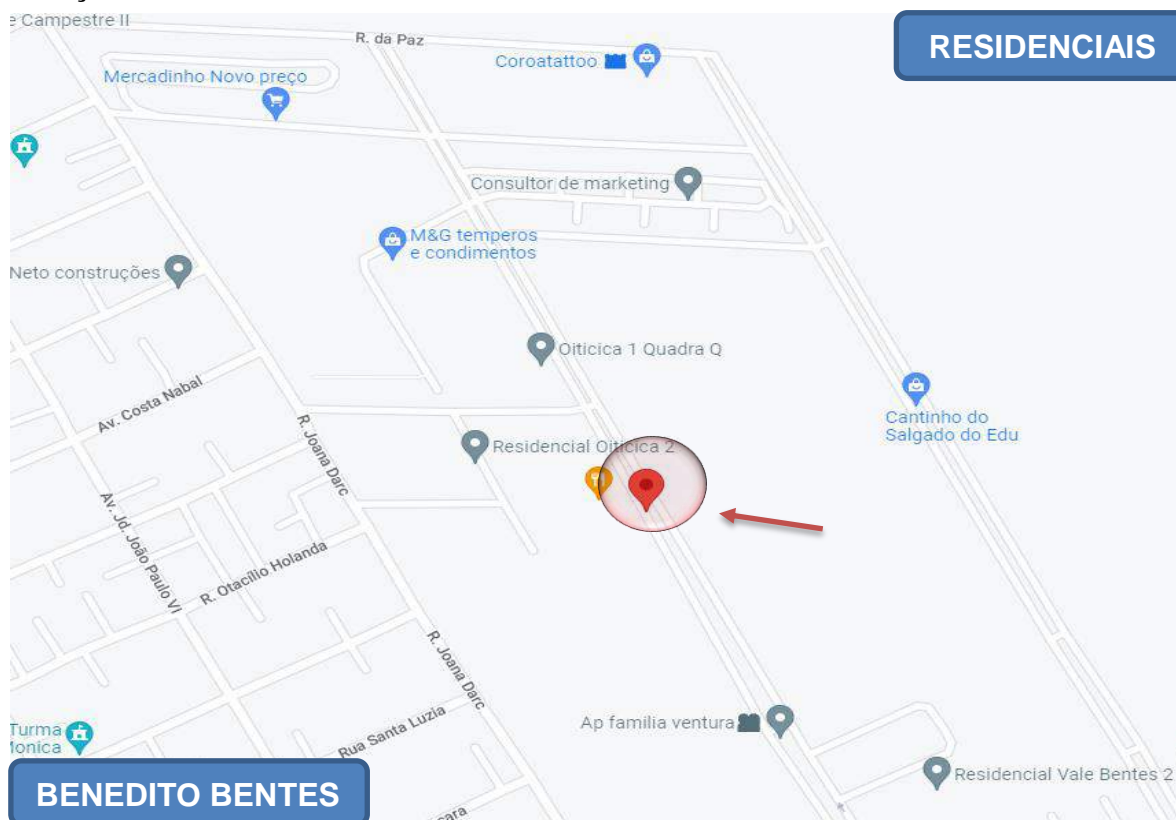 e Campestre II
R. da Paz
RESIDENCIAIS
Coroatattoo
Mercadinho Novo preço
Consultor de marketing
M&G temperos
e condimentos
Neto construções
Oiticica 1 Quadra Q
Av. Costa Nabal
Cantinho do
Salgado do Edu
R. Joana Darc
Residencial Oiticica 2
Av. Jd. João Paulo VI
R. Otacílio Holanda
R. Joana Darc
Ap familia ventura
Rua Santa Luzia
Turma
Monica
Residencial Vale Bentes 2
BENEDITO BENTES